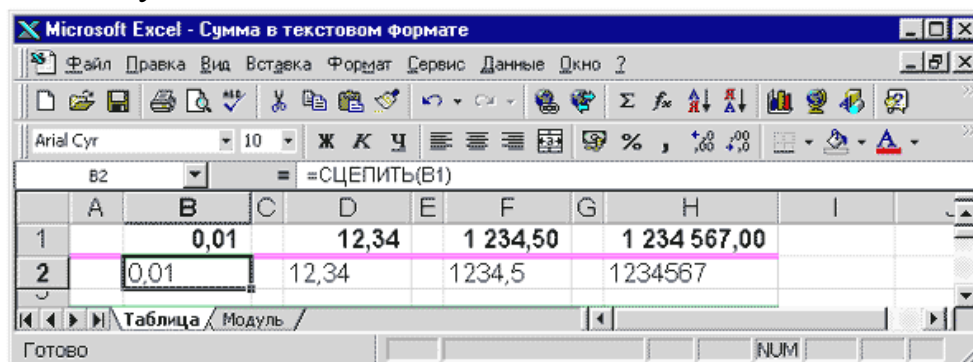 Microsoft Excel - Сумма в текстовом формате
Файл Правка Вид Вставка Формат Сервис Данные Окно ?
Arial Cyr 10 Ж К Ч % ,
B2 = =СЦЕПИТЬ(B1)
A B C D E F G H I
1 0,01 12,34 1 234,50 1 234 567,00
2 0,01 12,34 1234,5 1234567
Таблица Модуль
Готово NUM